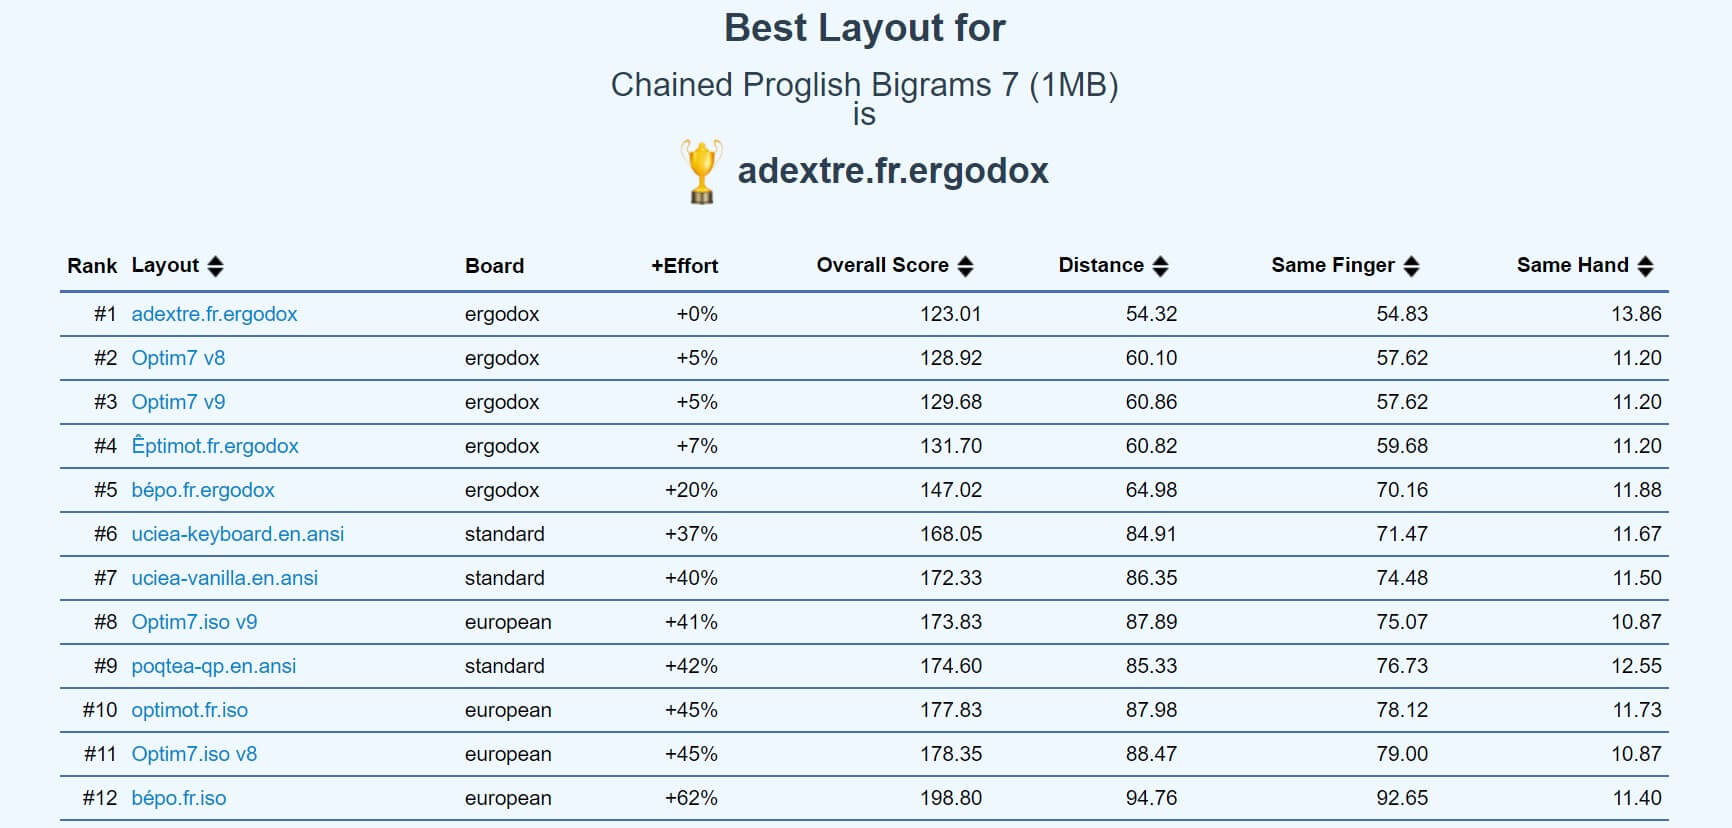 Best Layout for
Chained Proglish Bigrams 7 (1MB)
is
adextre.fr.ergodox
Rank Layout Board +Effort Overall Score Distance Same Finger Same Hand
#1 adextre.fr.ergodox ergodox +0% 123.01 54.32 54.83 13.86
#2 Optim7 v8 ergodox +5% 128.92 60.10 57.62 11.20
#3 Optim7 v9 ergodox +5% 129.68 60.86 57.62 11.20
#4 Êptimot.fr.ergodox ergodox +7% 131.70 60.82 59.68 11.20
#5 bépo.fr.ergodox ergodox +20% 147.02 64.98 70.16 11.88
#6 uciea-keyboard.en.ansi standard +37% 168.05 84.91 71.47 11.67
#7 uciea-vanilla.en.ansi standard +40% 172.33 86.35 74.48 11.50
#8 Optim7.iso v9 european +41% 173.83 87.89 75.07 10.87
#9 poqtea-qp.en.ansi standard +42% 174.60 85.33 76.73 12.55
#10 optimot.fr.iso european +45% 177.83 87.98 78.12 11.73
#11 Optim7.iso v8 european +45% 178.35 88.47 79.00 10.87
#12 bépo.fr.iso european +62% 198.80 94.76 92.65 11.40